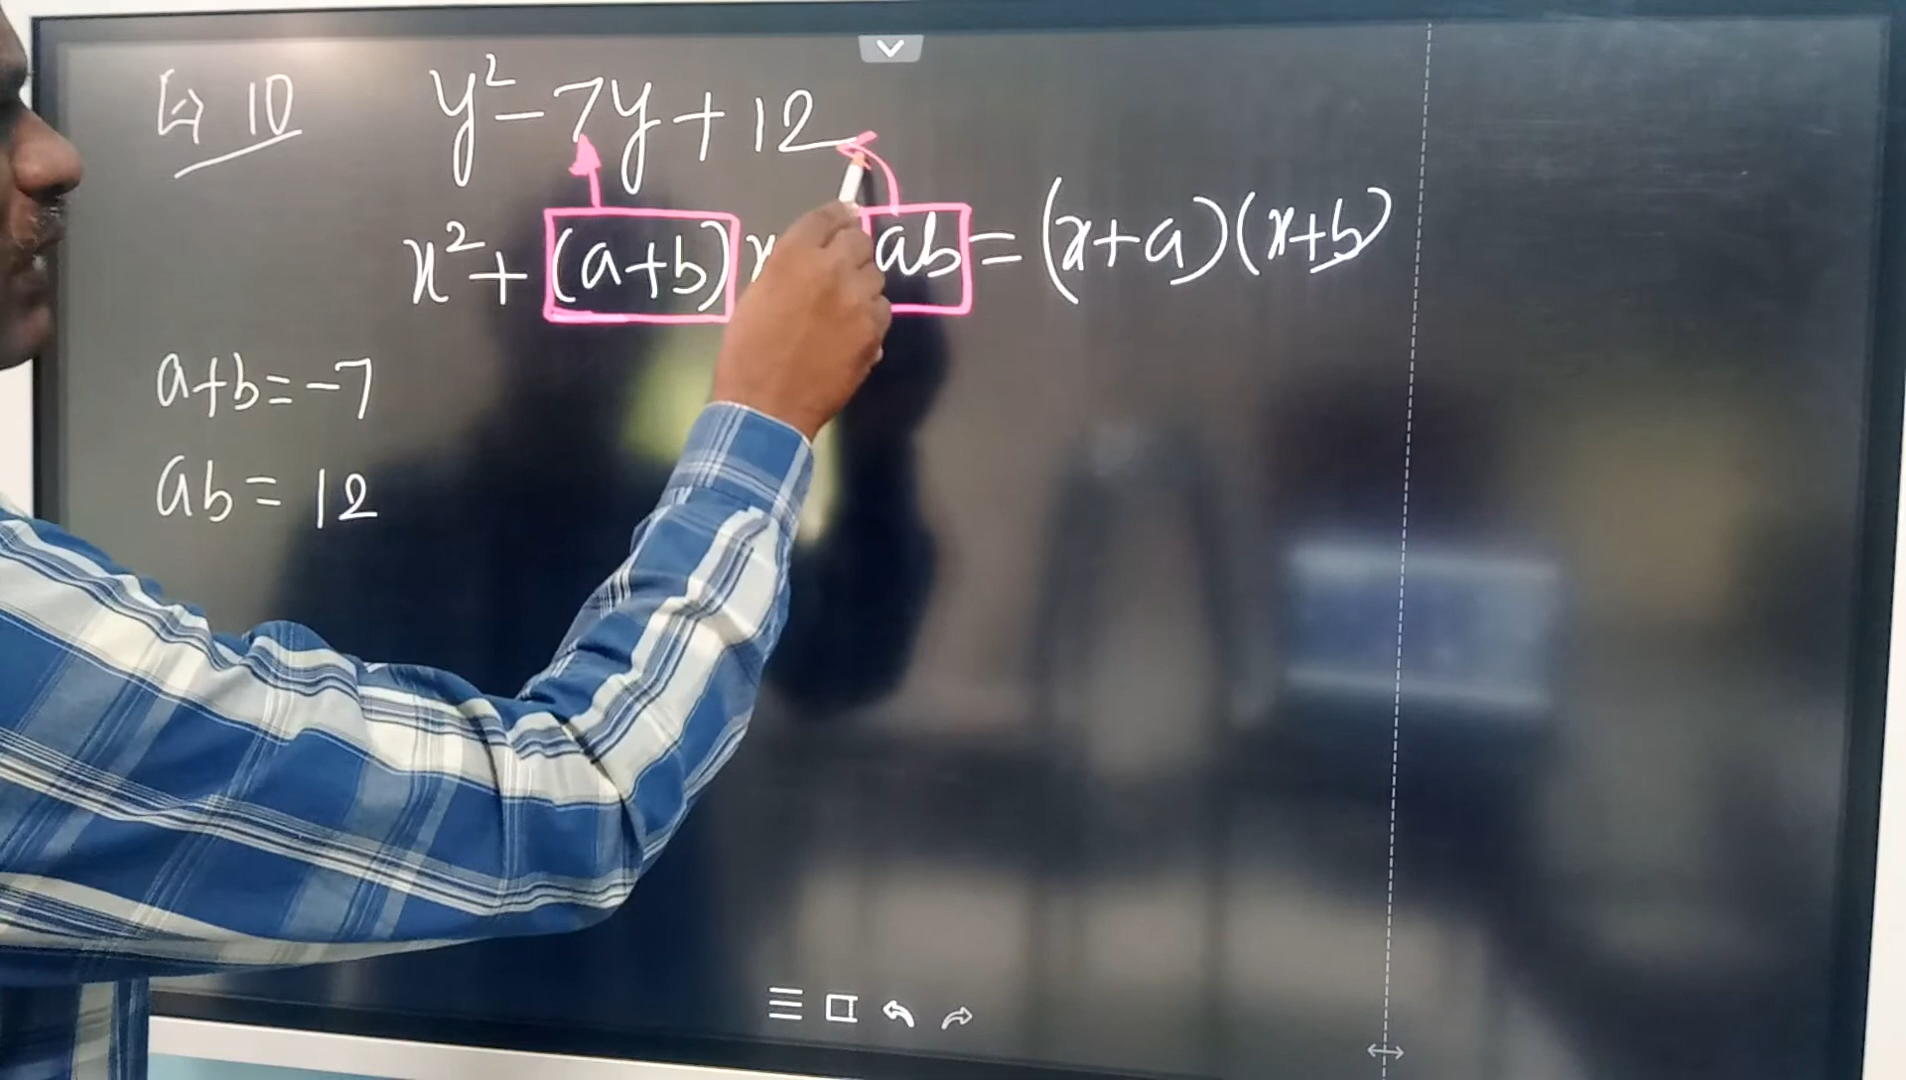 Ex 10
y² - 7y + 12
x² + (a+b)x ab = (x+a)(x+b)
a+b = -7
ab = 12